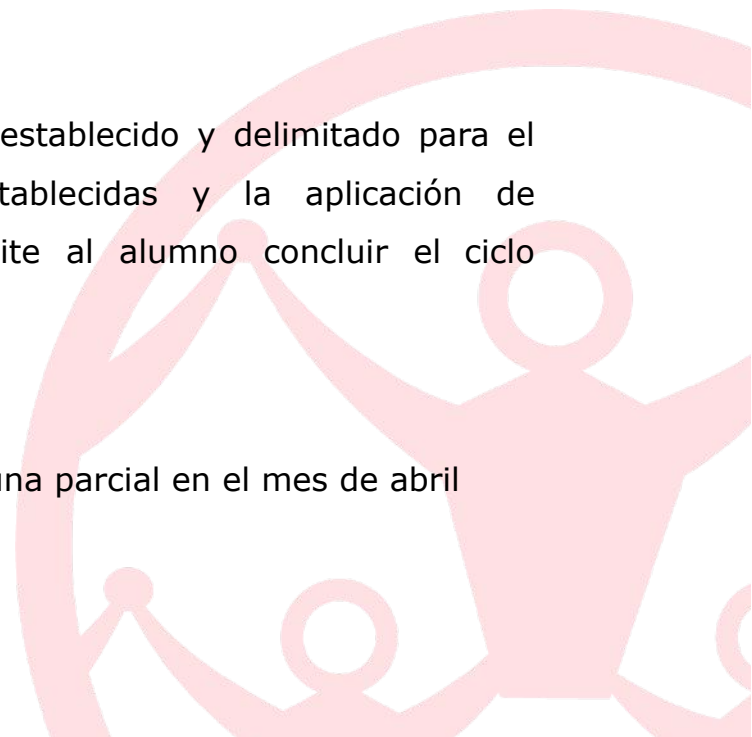 establecido y delimitado para el
tablecidas y la aplicación de
ite al alumno concluir el ciclo
una parcial en el mes de abril